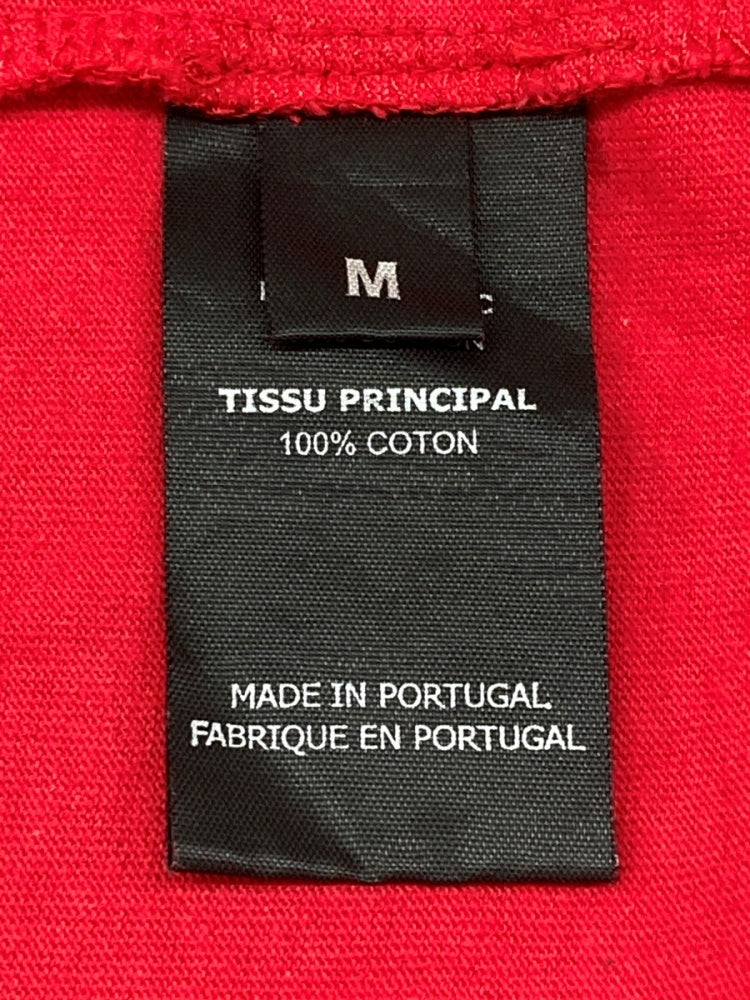 M
TISSU PRINCIPAL
100% COTON
MADE IN PORTUGAL
FABRIQUE EN PORTUGAL